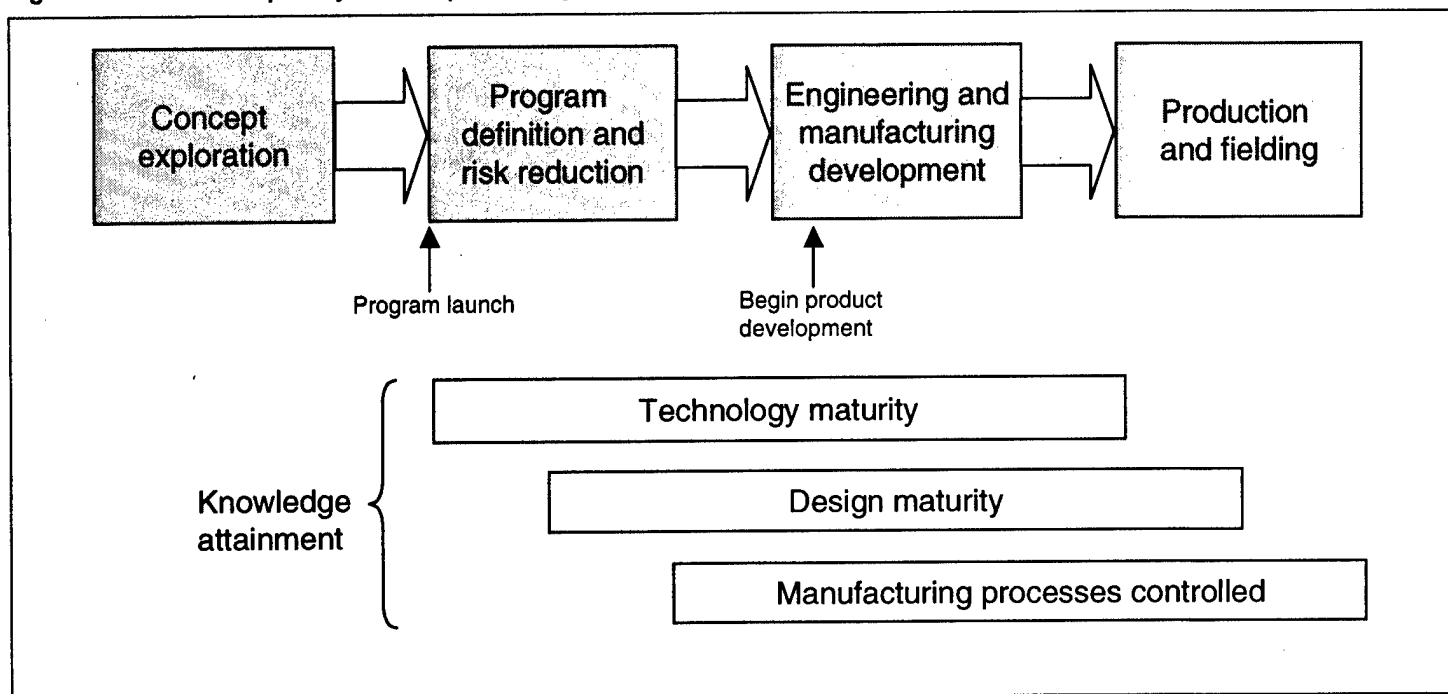 Concept
exploration
Program
definition and
risk reduction
Engineering and
manufacturing
development
Production
and fielding
Program launch
Begin product
development
Technology maturity
Knowledge
attainment
Design maturity
Manufacturing processes controlled